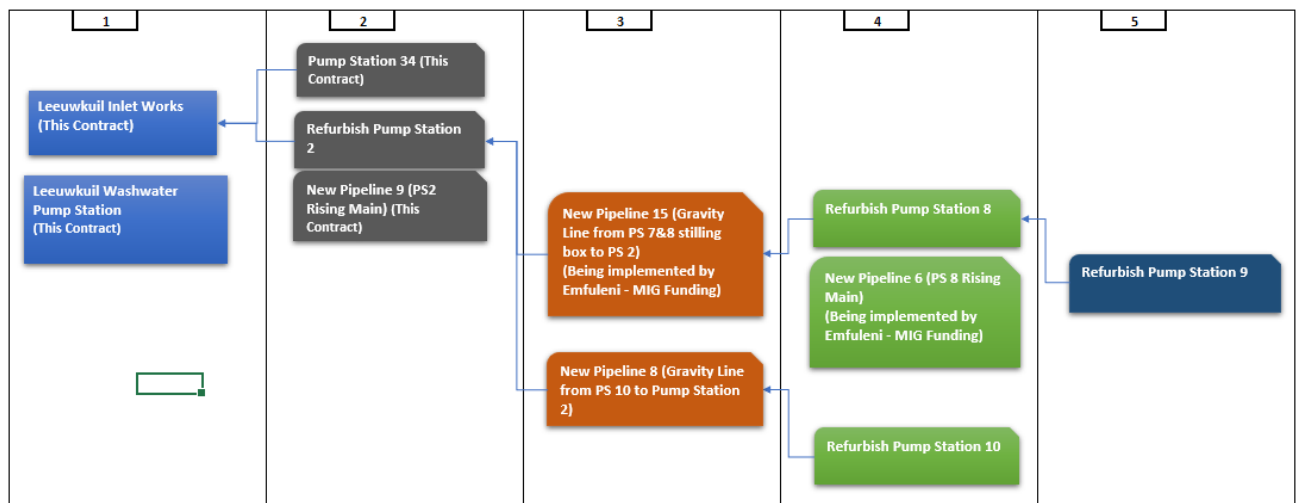 1
2
3
4
5
Leeuwkuil Inlet Works
(This Contract)
Leeuwkuil Washwater
Pump Station
(This Contract)
Pump Station 34 (This
Contract)
Refurbish Pump Station
2
New Pipeline 9 (PS2
Rising Main) (This
Contract)
New Pipeline 15 (Gravity
Line from PS 7&8 stilling
box to PS 2)
(Being implemented by
Emfuleni - MIG Funding)
New Pipeline 8 (Gravity Line
from PS 10 to Pump Station
2)
Refurbish Pump Station 8
New Pipeline 6 (PS 8 Rising
Main)
(Being implemented by
Emfuleni - MIG Funding)
Refurbish Pump Station 10
Refurbish Pump Station 9